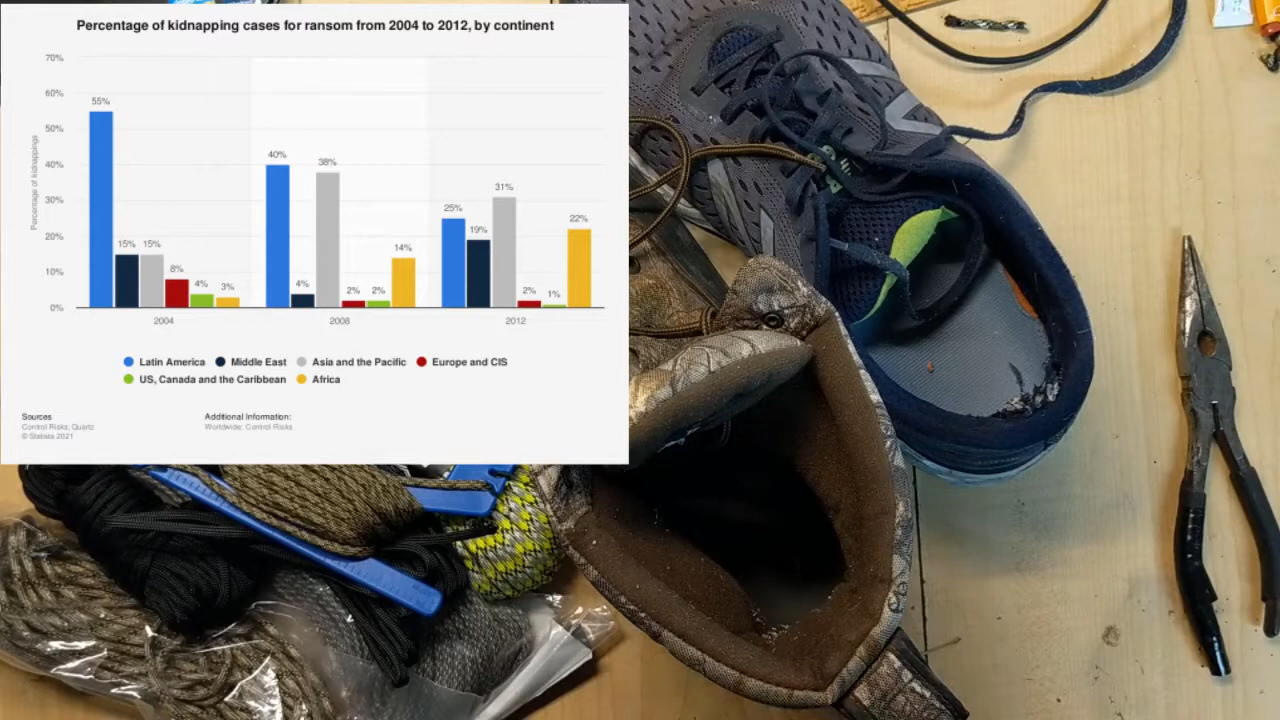 Percentage of kidnapping cases for ransom from 2004 to 2012, by continent
Percentage of kidnappings
70%
60%
50%
40%
30%
20%
10%
0%
55%
15%
15%
8%
4%
3%
40%
4%
38%
2%
2%
14%
25%
19%
31%
2%
1%
22%
2004
2008
2012
Latin America
Middle East
Asia and the Pacific
Europe and CIS
US, Canada and the Caribbean
Africa
Sources
Control Risks; Quartz
© Statista 2021
Additional Information:
Worldwide; Control Risks